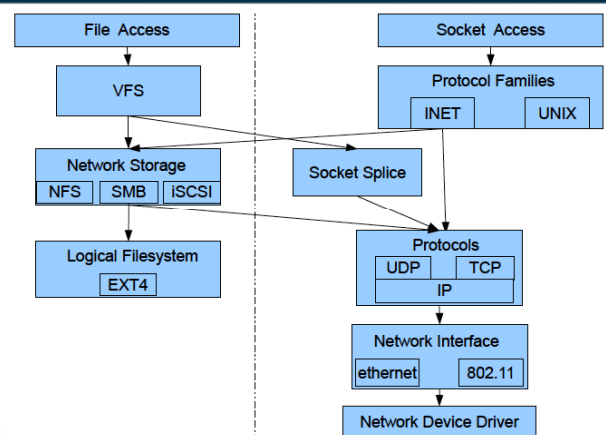 File Access
Socket Access
VFS
Protocol Families
INET
UNIX
Network Storage
NFS
SMB
iSCSI
Socket Splice
Logical Filesystem
EXT4
Protocols
UDP
TCP
IP
Network Interface
ethernet
802.11
Network Device Driver